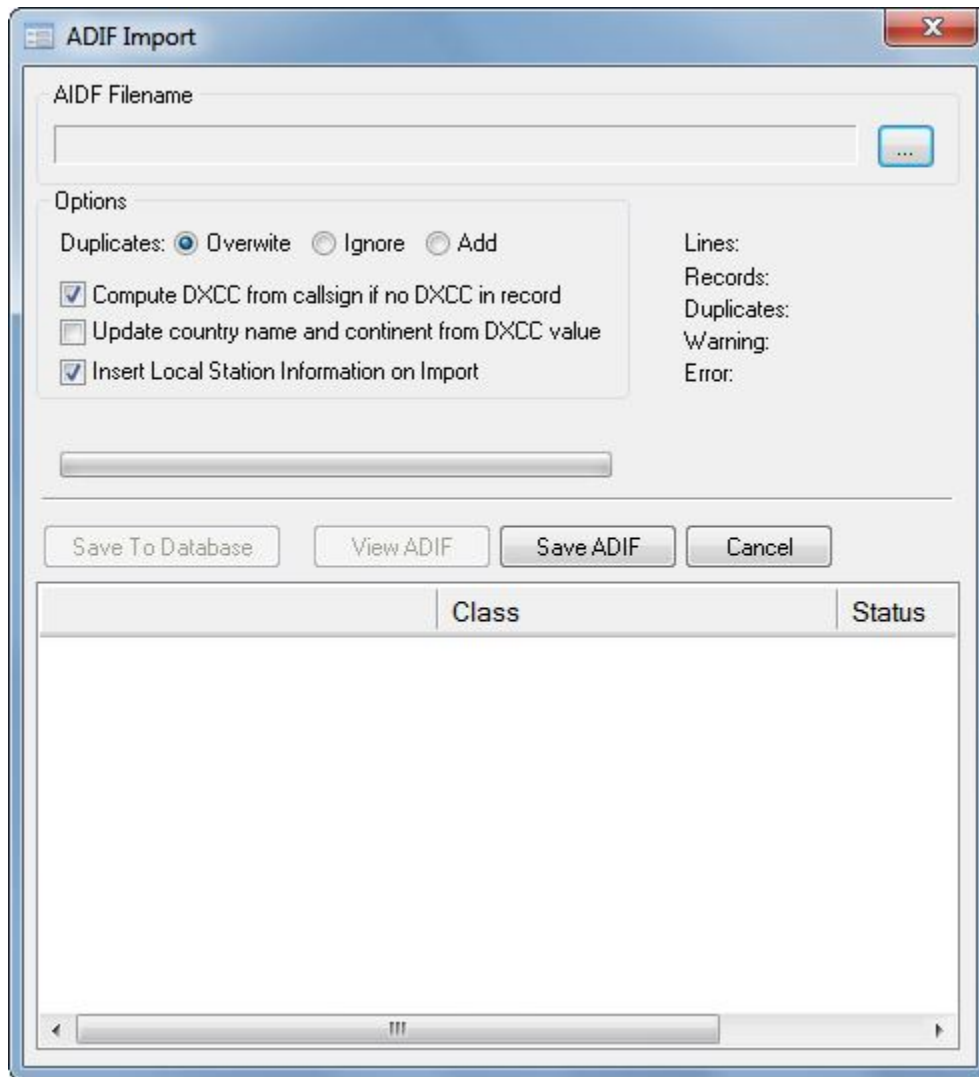 ADIF Import
AIDF Filename
...
Options
Duplicates: Overwite Ignore Add
Compute DXCC from callsign if no DXCC in record
Update country name and continent from DXCC value
Insert Local Station Information on Import
Lines:
Records:
Duplicates:
Warning:
Error:
Save To Database View ADIF Save ADIF Cancel
Class Status